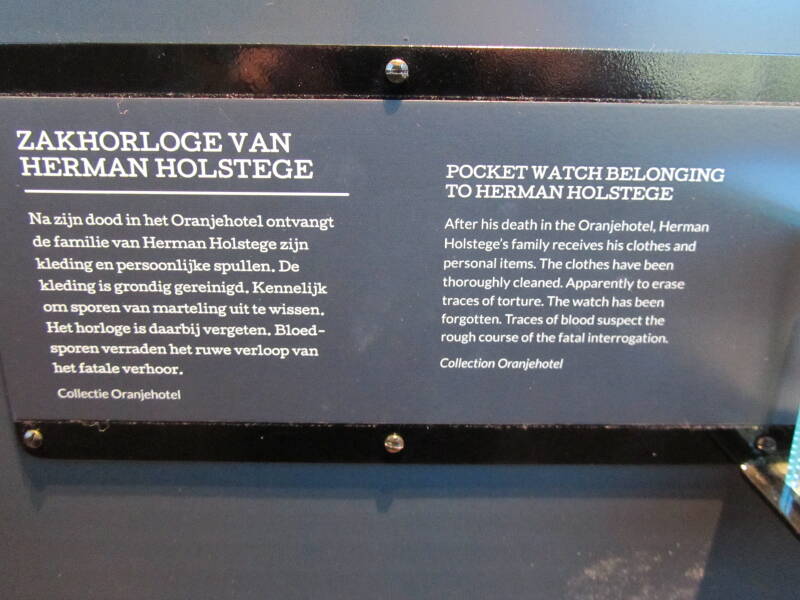 ZAKHORLOGE VAN
HERMAN HOLSTEGE
Na zijn dood in het Oranjehotel ontvangt
de familie van Herman Holstege zijn
kleding en persoonlijke spullen. De
kleding is grondig gereinigd. Kennelijk
om sporen van marteling uit te wissen.
Het horloge is daarbij vergeten. Bloed-
sporen verraden het ruwe verloop van
het fatale verhoor.
Collectie Oranjehotel
POCKET WATCH BELONGING
TO HERMAN HOLSTEGE
After his death in the Oranjehotel, Herman
Holstege's family receives his clothes and
personal items. The clothes have been
thoroughly cleaned. Apparently to erase
traces of torture. The watch has been
forgotten. Traces of blood suspect the
rough course of the fatal interrogation.
Collection Oranjehotel